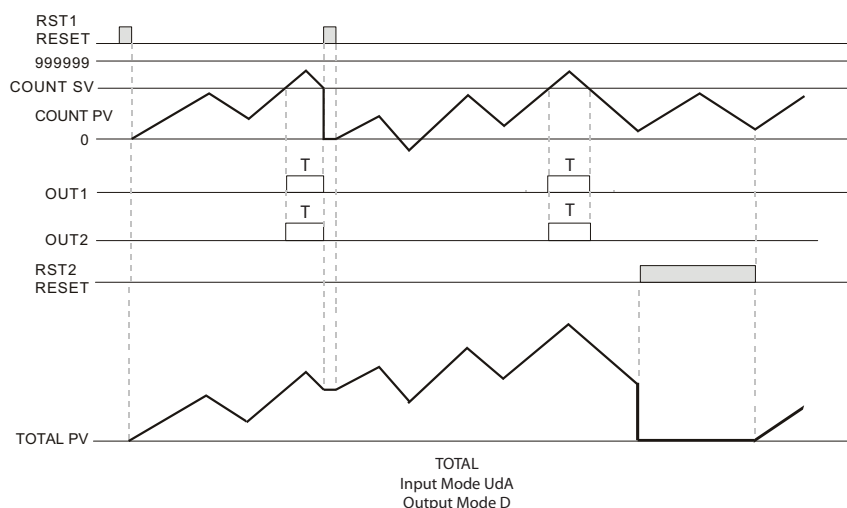 RST1
RESET
999999
COUNT SV
COUNT PV
0
T
T
OUT1
T
T
OUT2
RST2
RESET
TOTAL PV
TOTAL
Input Mode UdA
Output Mode D